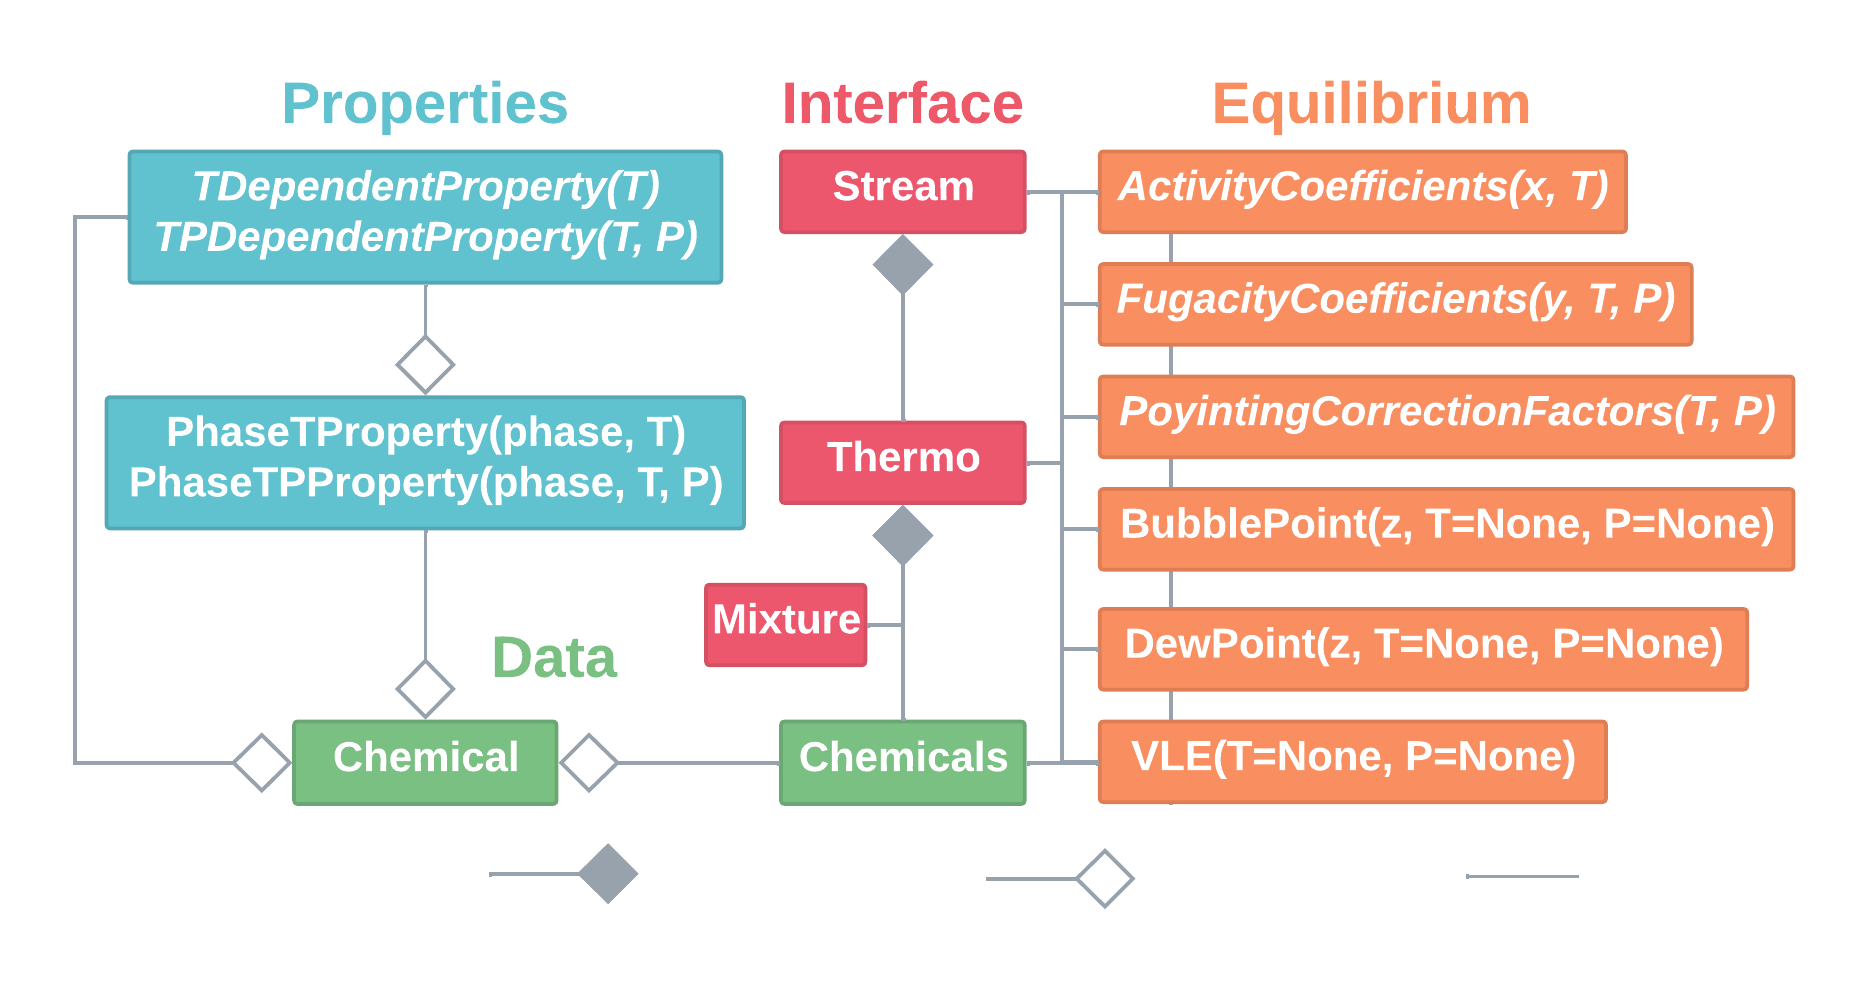 Properties
TDependentProperty(T)
TPDependentProperty(T, P)
PhaseTProperty(phase, T)
PhaseTPProperty(phase, T, P)
Data
Chemical
Interface
Stream
Thermo
Mixture
Chemicals
Equilibrium
ActivityCoefficients(x, T)
FugacityCoefficients(y, T, P)
PoyintingCorrectionFactors(T, P)
BubblePoint(z, T=None, P=None)
DewPoint(z, T=None, P=None)
VLE(T=None, P=None)